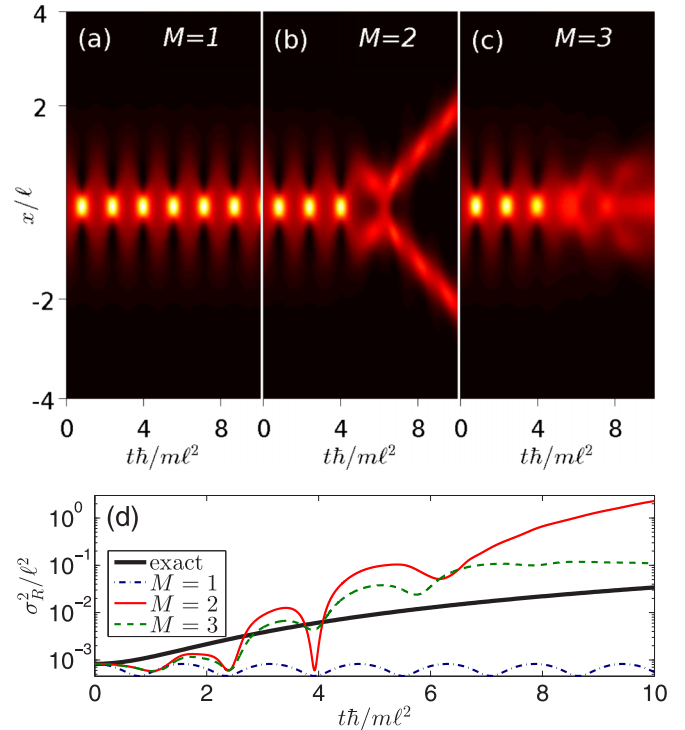 4
(a) M=1
(b) M=2
(c) M=3
2
x/ℓ
-2
-4
0 4 8
0 4 8
0 4 8
tħ/mℓ²
tħ/mℓ²
tħ/mℓ²
(d)
10⁰
10⁻¹
10⁻²
10⁻³
σ²_R/ℓ²
exact
M = 1
M = 2
M = 3
0 2 4 6 8 10
tħ/mℓ²